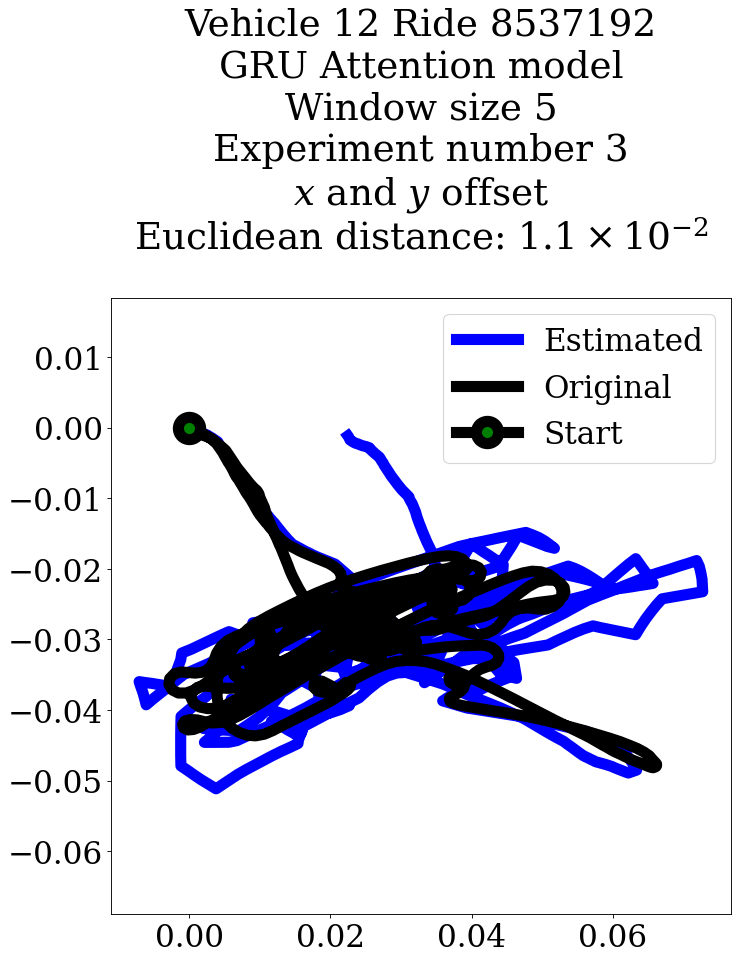 Vehicle 12 Ride 8537192
GRU Attention model
Window size 5
Experiment number 3
x and y offset
Euclidean distance: 1.1 × 10⁻²
Estimated
Original
Start
0.01
0.00
−0.01
−0.02
−0.03
−0.04
−0.05
−0.06
0.00 0.02 0.04 0.06